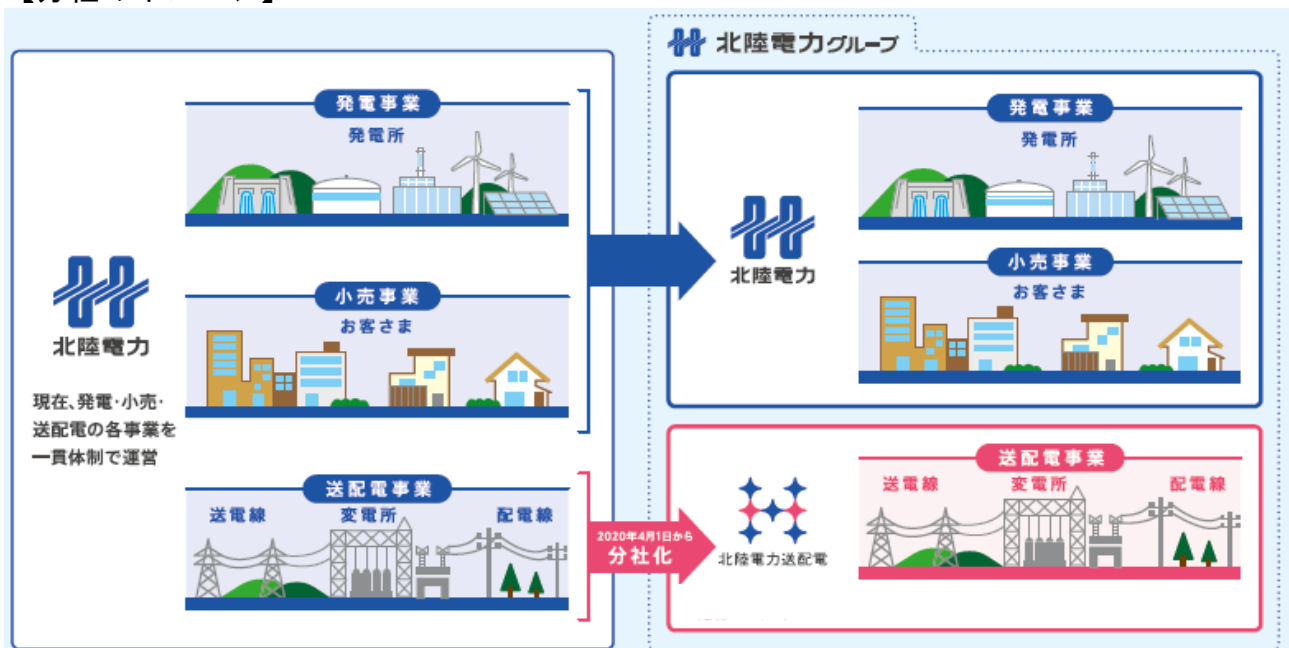 北陸電力
現在、発電・小売・
送配電の各事業を
一貫体制で運営
発電事業
発電所
小売事業
お客さま
送配電事業
送電線 変電所 配電線
2020年4月1日から
分社化
北陸電力グループ
北陸電力
発電事業
発電所
小売事業
お客さま
北陸電力送配電
送配電事業
送電線 変電所 配電線